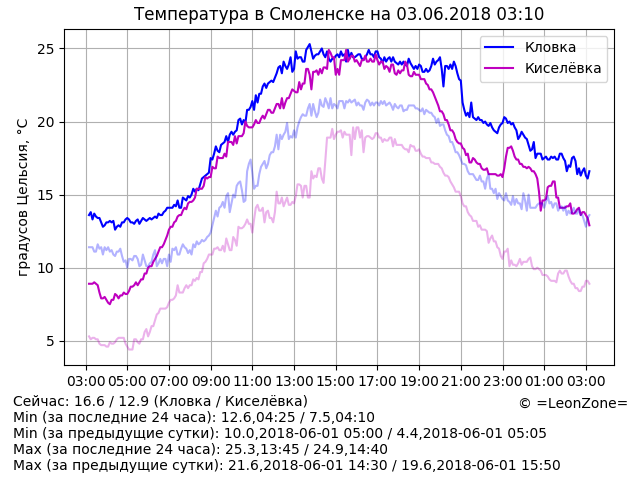 Температура в Смоленске на 03.06.2018 03:10
градусов Цельсия, °C
25
20
15
10
5
Кловка
Киселёвка
03:00 05:00 07:00 09:00 11:00 13:00 15:00 17:00 19:00 21:00 23:00 01:00 03:00
Сейчас: 16.6 / 12.9 (Кловка / Киселёвка)
© =LeonZone=
Min (за последние 24 часа): 12.6,04:25 / 7.5,04:10
Min (за предыдущие сутки): 10.0,2018-06-01 05:00 / 4.4,2018-06-01 05:05
Max (за последние 24 часа): 25.3,13:45 / 24.9,14:40
Max (за предыдущие сутки): 21.6,2018-06-01 14:30 / 19.6,2018-06-01 15:50